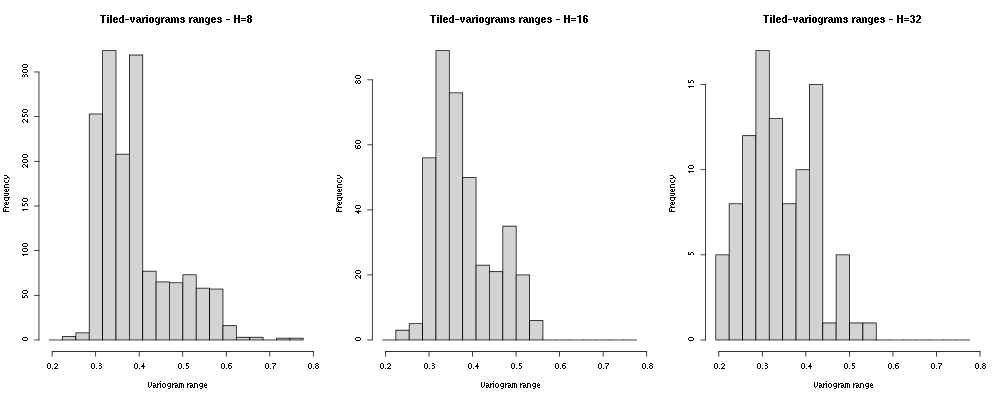 Tiled-variograms ranges - H=8
Frequency
0 50 100 150 200 250 300
0.2 0.3 0.4 0.5 0.6 0.7 0.8
Variogram range
Tiled-variograms ranges - H=16
Frequency
0 20 40 60 80
0.2 0.3 0.4 0.5 0.6 0.7 0.8
Variogram range
Tiled-variograms ranges - H=32
Frequency
0 5 10 15
0.2 0.3 0.4 0.5 0.6 0.7 0.8
Variogram range